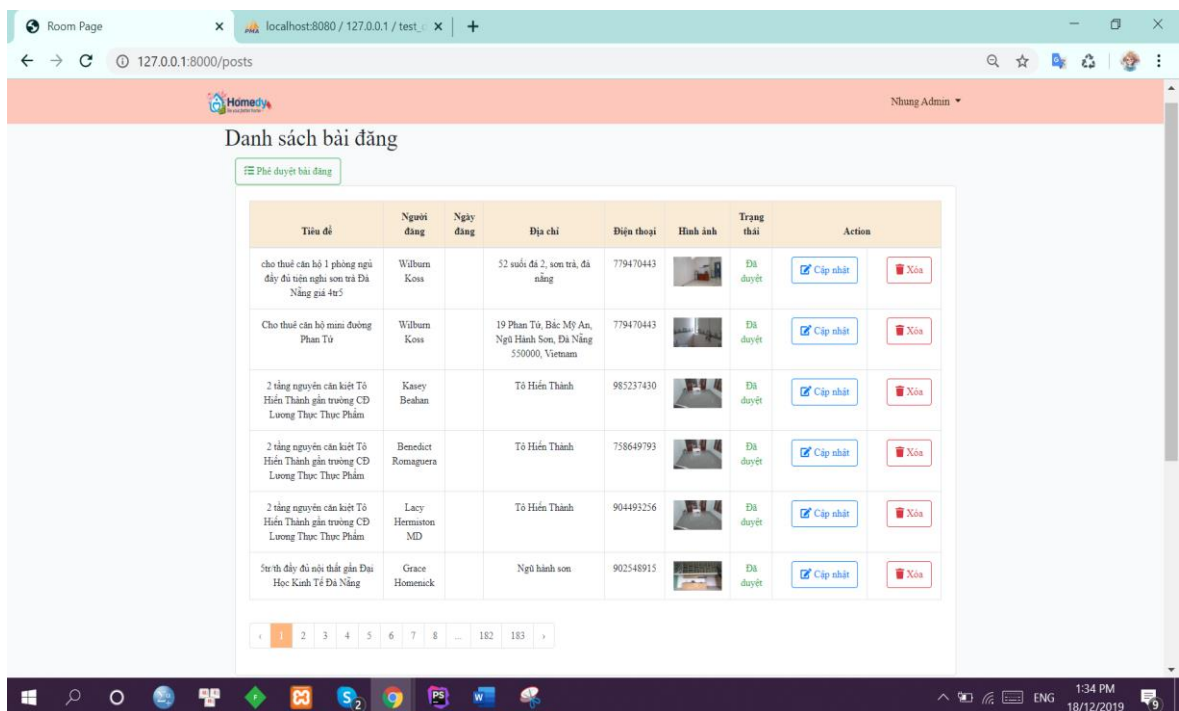 Room Page
localhost:8080 / 127.0.0.1 / test_c
127.0.0.1:8000/posts
Homedy
Nhung Admin
Danh sách bài đăng
Phê duyệt bài đăng
Tiêu đề
Người
đăng
Ngày
đăng
Địa chỉ
Điện thoại
Hình ảnh
Trạng
thái
Action
cho thuê căn hộ 1 phòng ngủ
đầy đủ tiện nghi sơn trà Đà
Nẵng giá 4tr5
Wilburn
Koss
52 suối đá 2, sơn trà, đà
nẵng
779470443
Đã
duyệt
Cập nhật
Xóa
Cho thuê căn hộ mini đường
Phan Tứ
Wilburn
Koss
19 Phan Tứ, Bắc Mỹ An,
Ngũ Hành Sơn, Đà Nẵng
550000, Vietnam
779470443
Đã
duyệt
Cập nhật
Xóa
2 tầng nguyên căn kiệt Tô
Hiến Thành gần trường CĐ
Lương Thực Thực Phẩm
Kasey
Beahan
Tô Hiến Thành
985237430
Đã
duyệt
Cập nhật
Xóa
2 tầng nguyên căn kiệt Tô
Hiến Thành gần trường CĐ
Lương Thực Thực Phẩm
Benedict
Romaguera
Tô Hiến Thành
758649793
Đã
duyệt
Cập nhật
Xóa
2 tầng nguyên căn kiệt Tô
Hiến Thành gần trường CĐ
Lương Thực Thực Phẩm
Lacy
Hermiston
MD
Tô Hiến Thành
904493256
Đã
duyệt
Cập nhật
Xóa
5tr/th đầy đủ nội thất gần Đại
Học Kinh Tế Đà Nẵng
Grace
Homenick
Ngũ hành sơn
902548915
Đã
duyệt
Cập nhật
Xóa
‹ 1 2 3 4 5 6 7 8 ... 182 183 ›
ENG
1:34 PM
18/12/2019